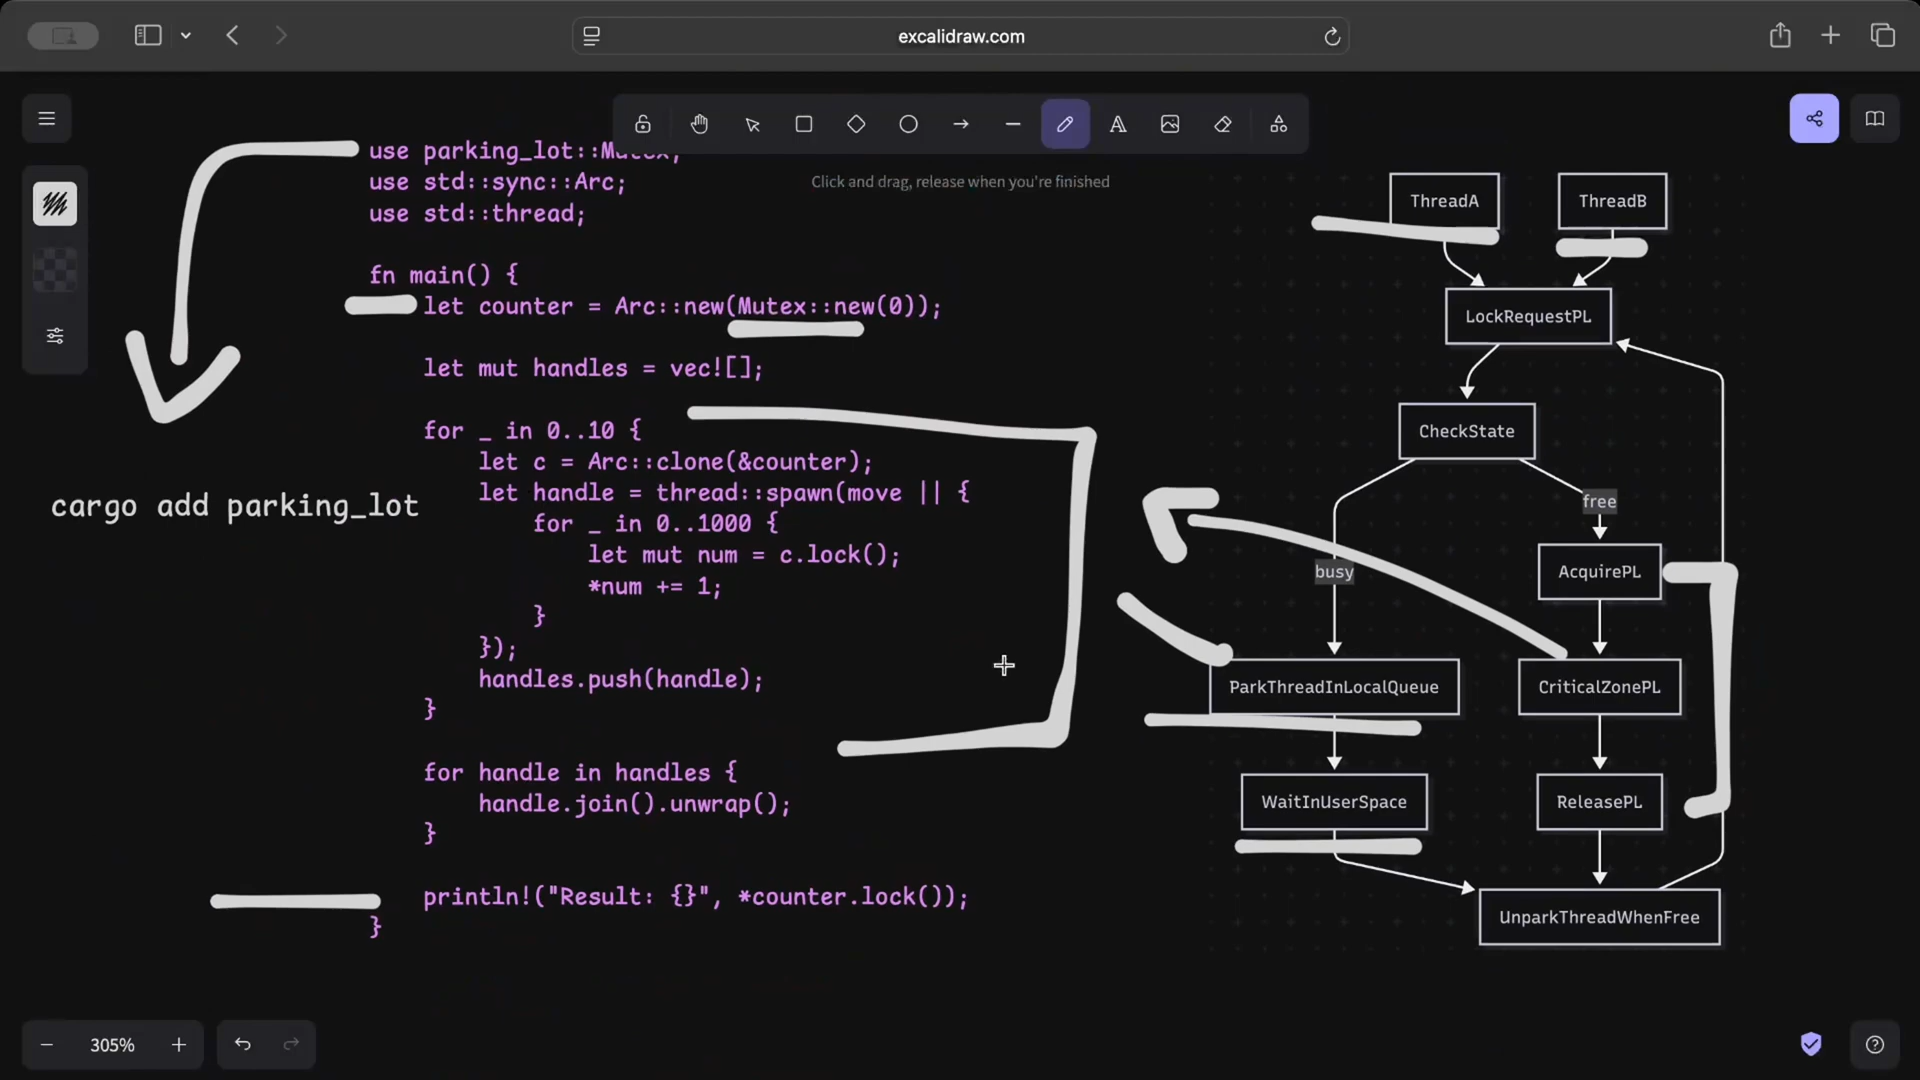 excalidraw.com
use parking_lot::Mutex;
Click and drag, release when you're finished
use std::sync::Arc;
use std::thread;
fn main() {
let counter = Arc::new(Mutex::new(0));
let mut handles = vec![];
for _ in 0..10 {
let c = Arc::clone(&counter);
let handle = thread::spawn(move || {
for _ in 0..1000 {
let mut num = c.lock();
*num += 1;
}
});
handles.push(handle);
}
for handle in handles {
handle.join().unwrap();
}
println!("Result: {}", *counter.lock());
}
cargo add parking_lot
ThreadA
ThreadB
LockRequestPL
CheckState
free
busy
AcquirePL
ParkThreadInLocalQueue
CriticalZonePL
WaitInUserSpace
ReleasePL
UnparkThreadWhenFree
305%